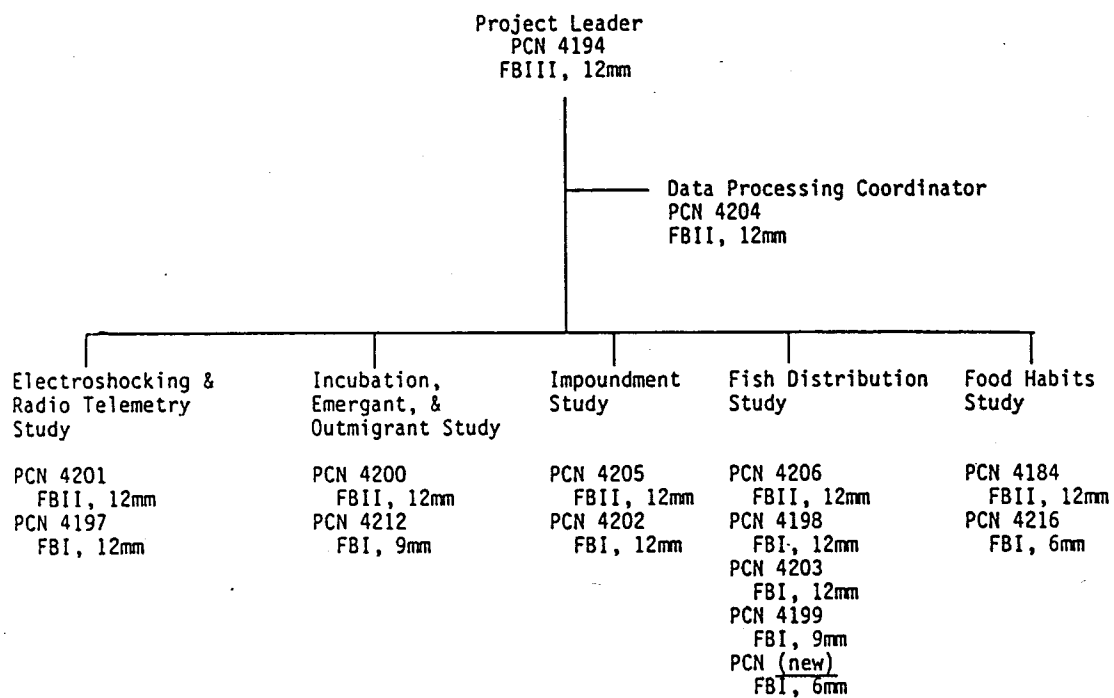 Project Leader
PCN 4194
FBIII, 12mm
Data Processing Coordinator
PCN 4204
FBII, 12mm
Electroshocking &
Radio Telemetry
Study
PCN 4201
FBII, 12mm
PCN 4197
FBI, 12mm
Incubation,
Emergant, &
Outmigrant Study
PCN 4200
FBII, 12mm
PCN 4212
FBI, 9mm
Impoundment
Study
PCN 4205
FBII, 12mm
PCN 4202
FBI, 12mm
Fish Distribution
Study
PCN 4206
FBII, 12mm
PCN 4198
FBI, 12mm
PCN 4203
FBI, 12mm
PCN 4199
FBI, 9mm
PCN (new)
FBI, 6mm
Food Habits
Study
PCN 4184
FBII, 12mm
PCN 4216
FBI, 6mm